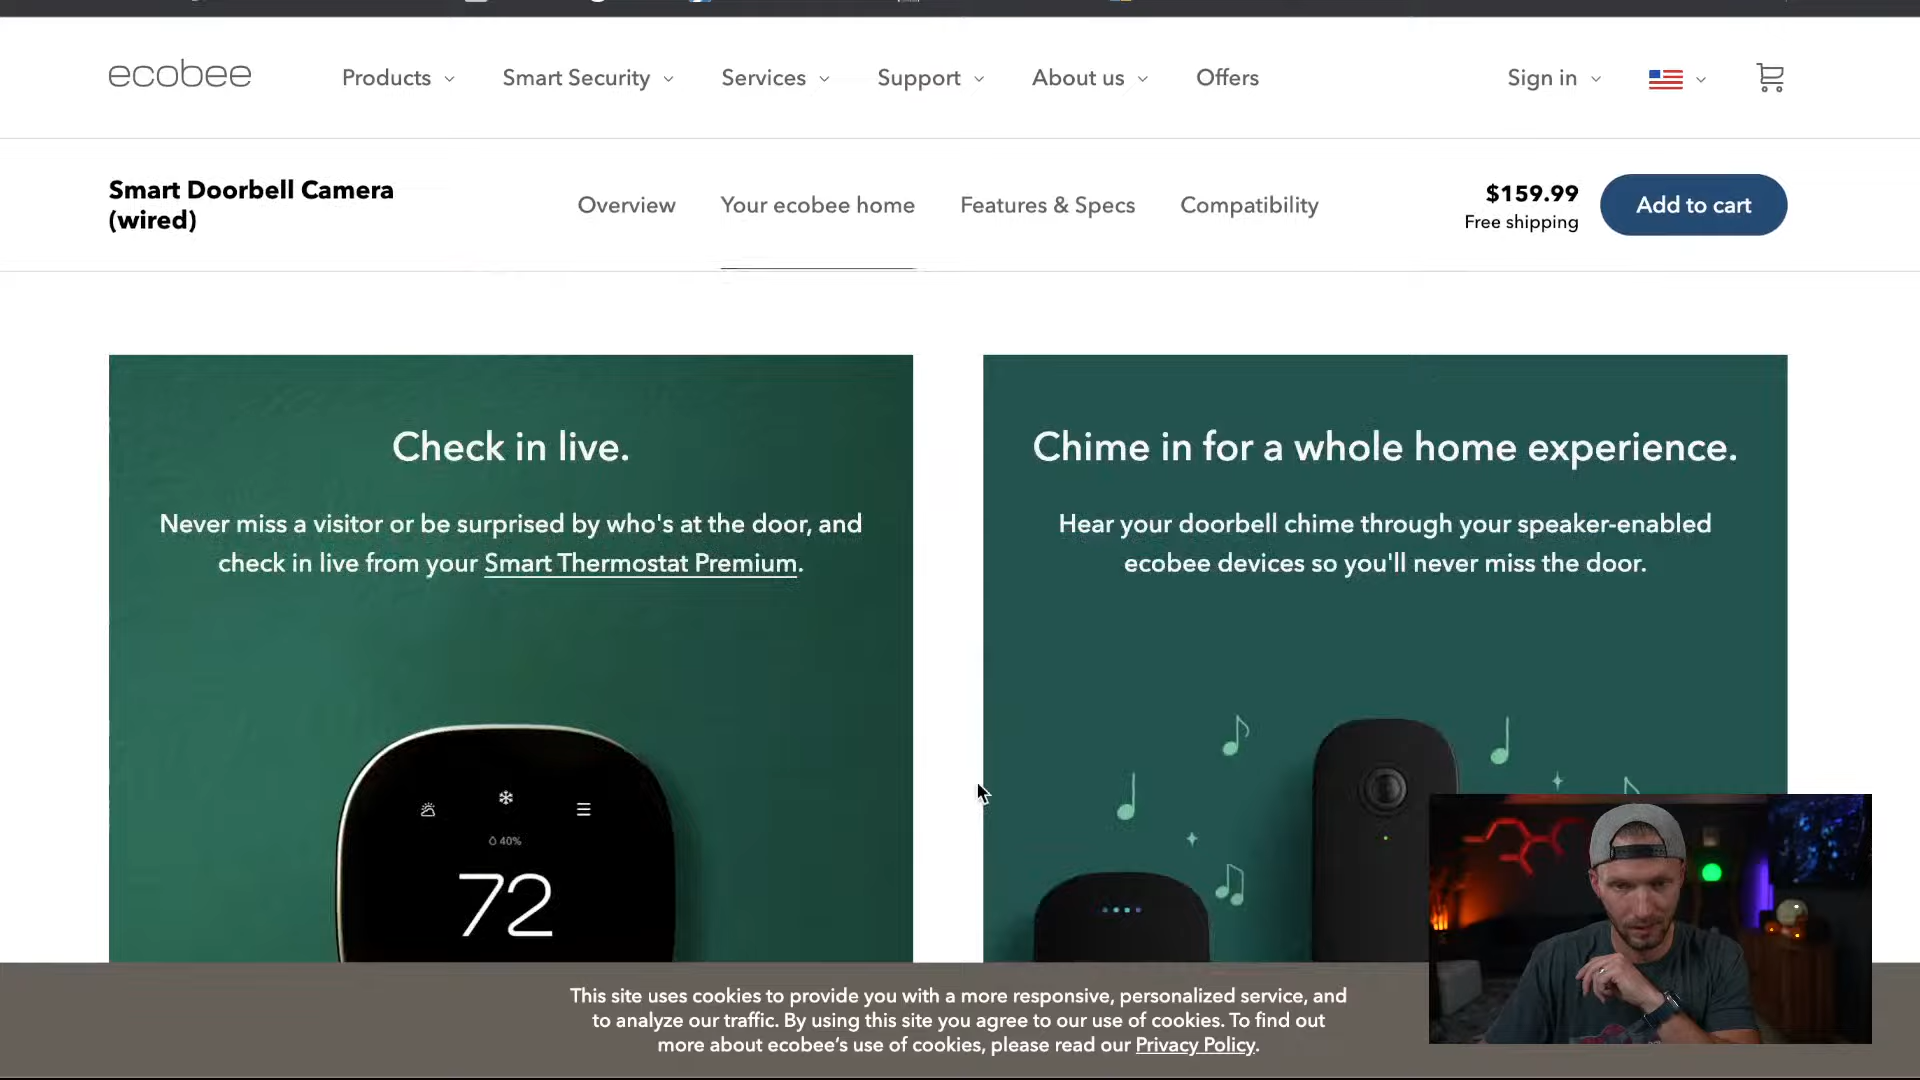 ecobee
Products
Smart Security
Services
Support
About us
Offers
Sign in
Smart Doorbell Camera
(wired)
Overview
Your ecobee home
Features & Specs
Compatibility
$159.99
Free shipping
Add to cart
Check in live.
Never miss a visitor or be surprised by who's at the door, and
check in live from your Smart Thermostat Premium.
40%
72
Chime in for a whole home experience.
Hear your doorbell chime through your speaker-enabled
ecobee devices so you'll never miss the door.
This site uses cookies to provide you with a more responsive, personalized service, and
to analyze our traffic. By using this site you agree to our use of cookies. To find out
more about ecobee’s use of cookies, please read our Privacy Policy.